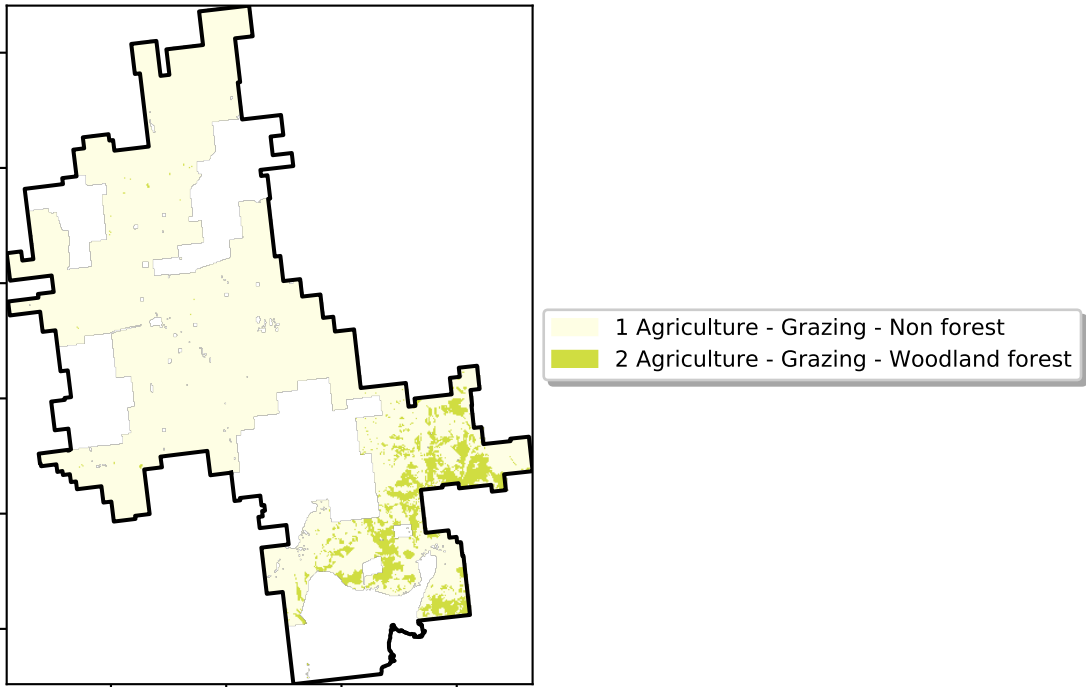 1 Agriculture - Grazing - Non forest
2 Agriculture - Grazing - Woodland forest